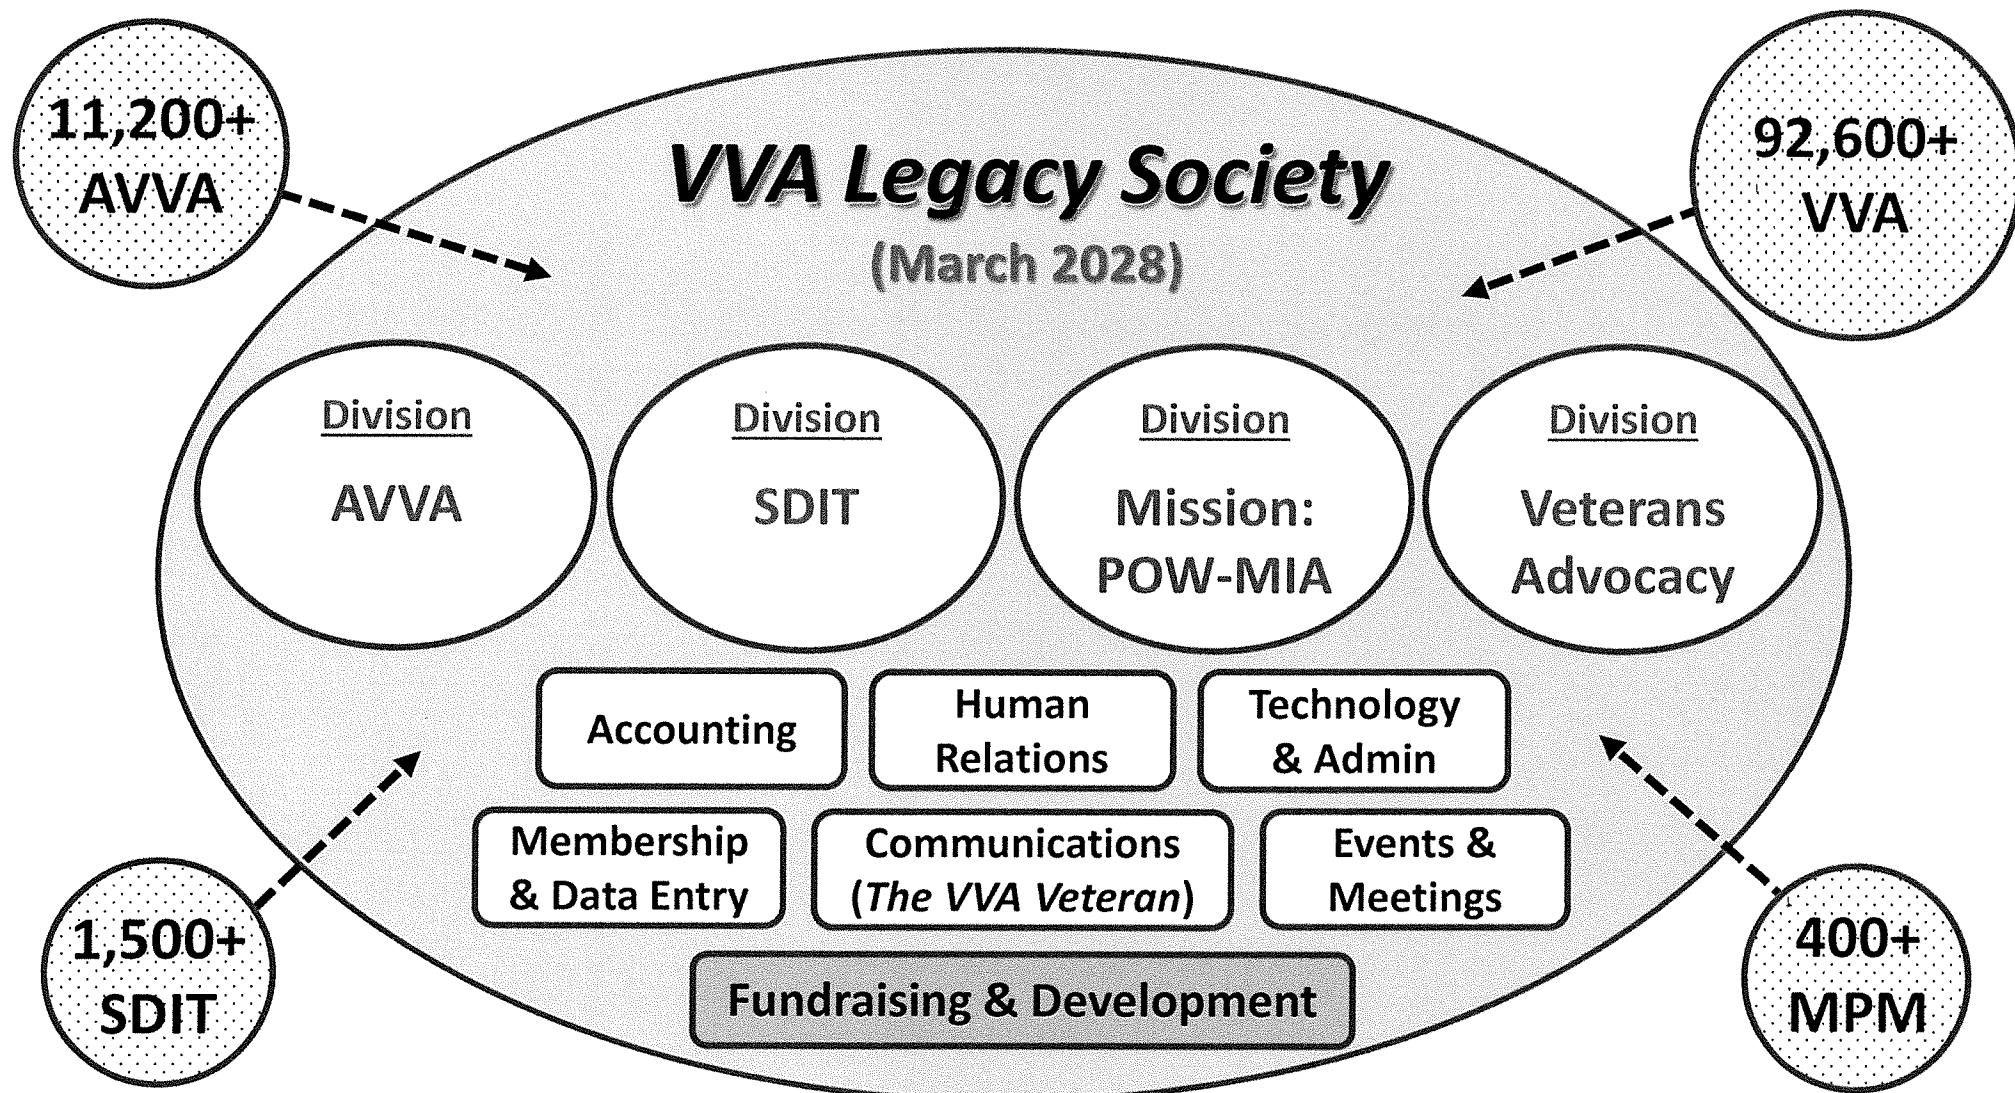 11,200+
AVVA
92,600+
VVA
VVA Legacy Society
(March 2028)
Division
AVVA
Division
SDIT
Division
Mission:
POW-MIA
Division
Veterans
Advocacy
Accounting
Human
Relations
Technology
& Admin
Membership
& Data Entry
Communications
(The VVA Veteran)
Events &
Meetings
1,500+
SDIT
400+
MPM
Fundraising & Development